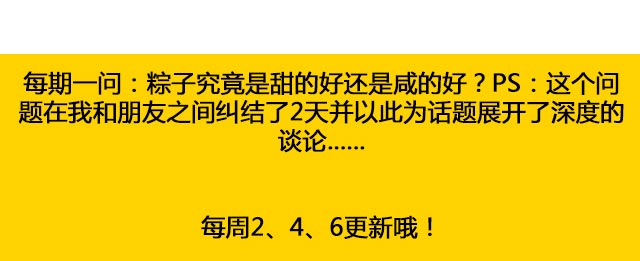 每期一问：粽子究竟是甜的好还是咸的好？PS：这个问
题在我和朋友之间纠结了2天并以此为话题展开了深度的
谈论......
每周2、4、6更新哦！